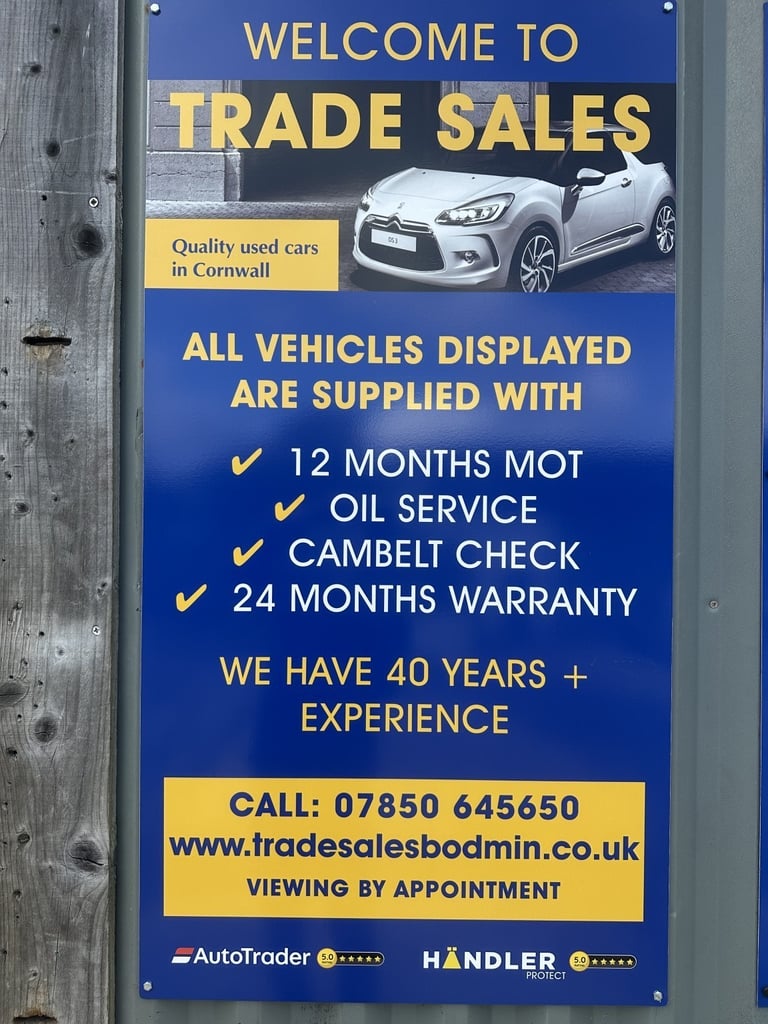 WELCOME TO
TRADE SALES
DS 3
Quality used cars
in Cornwall
ALL VEHICLES DISPLAYED
ARE SUPPLIED WITH
✔ 12 MONTHS MOT
✔ OIL SERVICE
✔ CAMBELT CHECK
✔ 24 MONTHS WARRANTY
WE HAVE 40 YEARS +
EXPERIENCE
CALL: 07850 645650
www.tradesalesbodmin.co.uk
VIEWING BY APPOINTMENT
AutoTrader 5.0 ★★★★★ HÄNDLER 5.0 ★★★★★
PROTECT